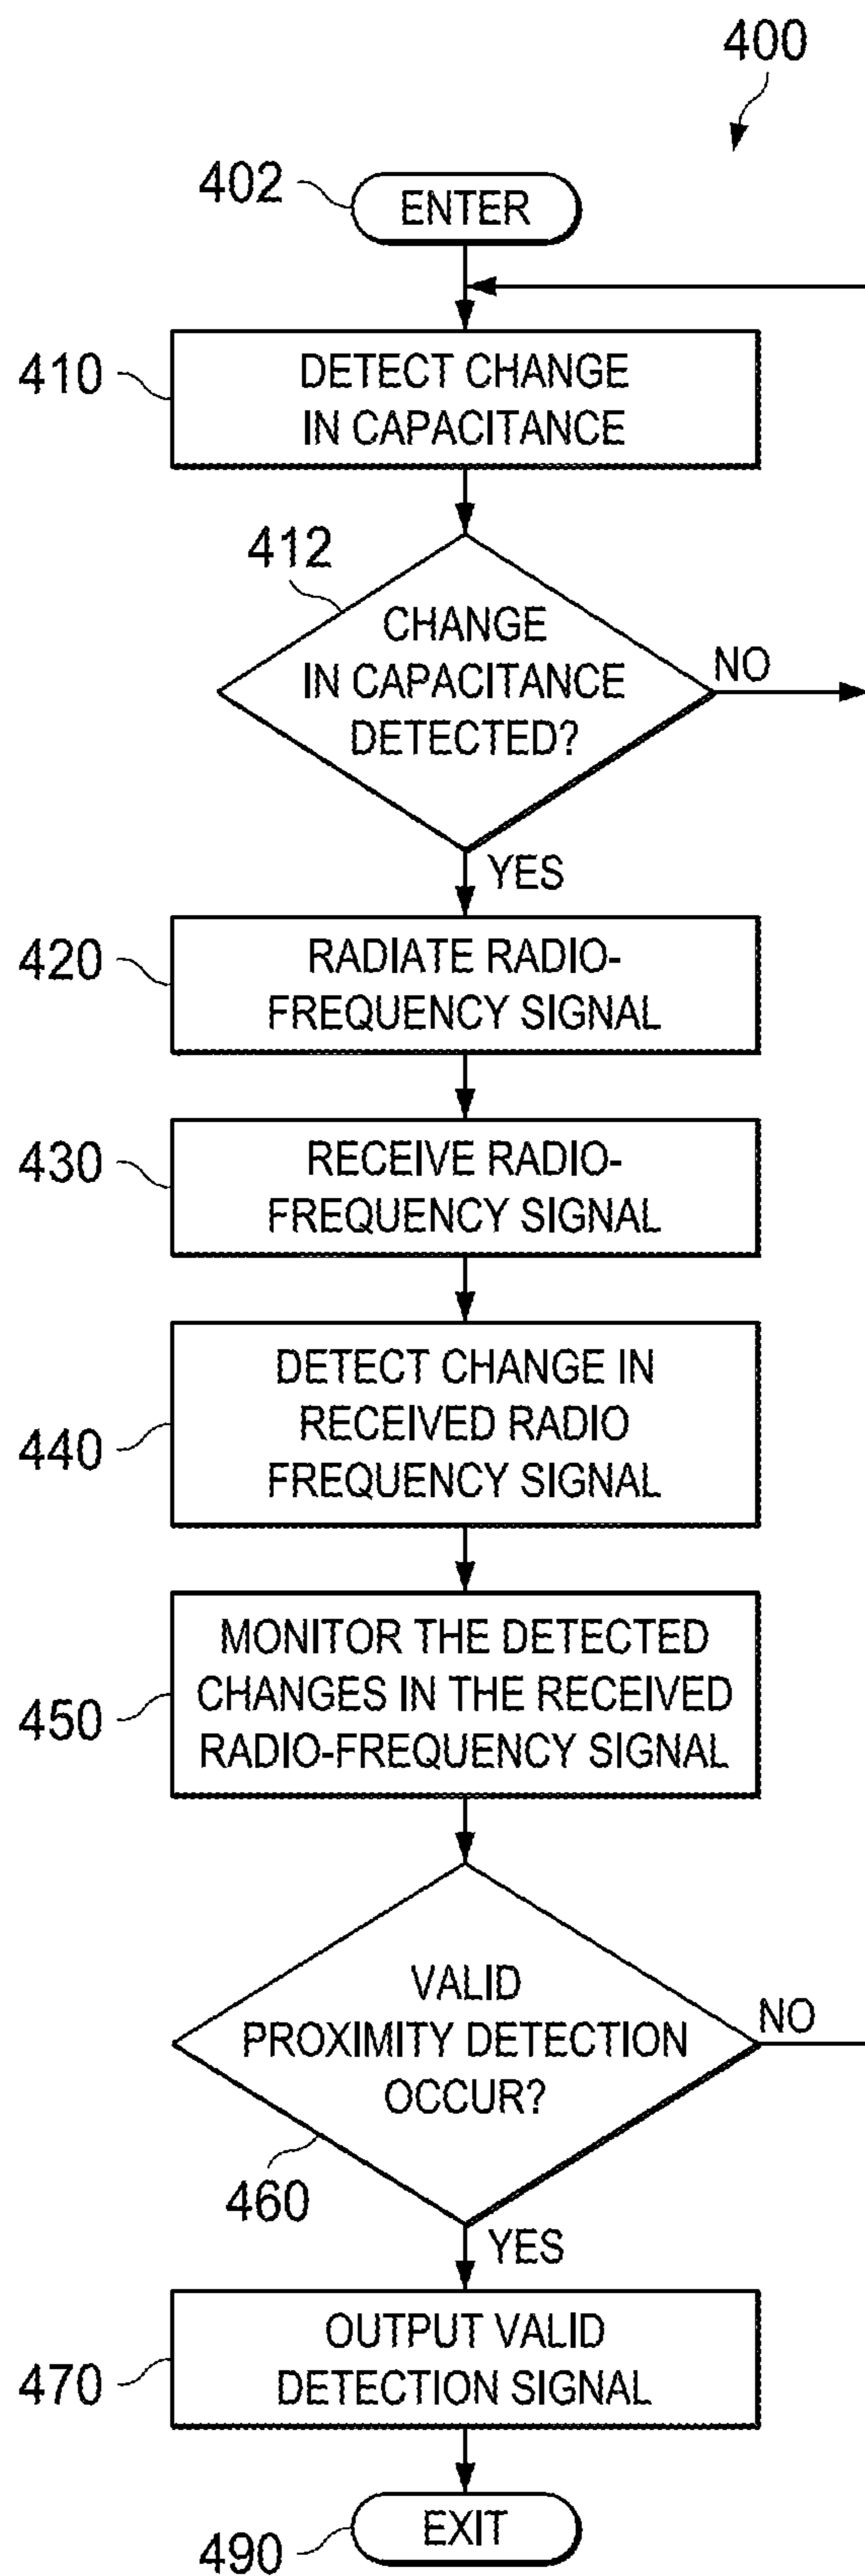 400
402
ENTER
410
DETECT CHANGE
IN CAPACITANCE
412
CHANGE
IN CAPACITANCE
DETECTED?
NO
YES
420
RADIATE RADIO-
FREQUENCY SIGNAL
430
RECEIVE RADIO-
FREQUENCY SIGNAL
440
DETECT CHANGE IN
RECEIVED RADIO
FREQUENCY SIGNAL
450
MONITOR THE DETECTED
CHANGES IN THE RECEIVED
RADIO-FREQUENCY SIGNAL
VALID
PROXIMITY DETECTION
OCCUR?
NO
460
YES
470
OUTPUT VALID
DETECTION SIGNAL
490
EXIT